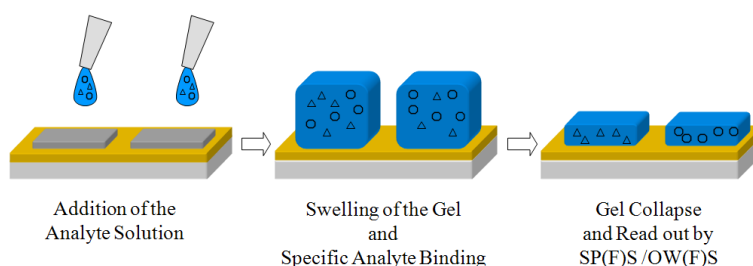 Addition of the
Analyte Solution
Swelling of the Gel
and
Specific Analyte Binding
Gel Collapse
and Read out by
SP(F)S /OW(F)S